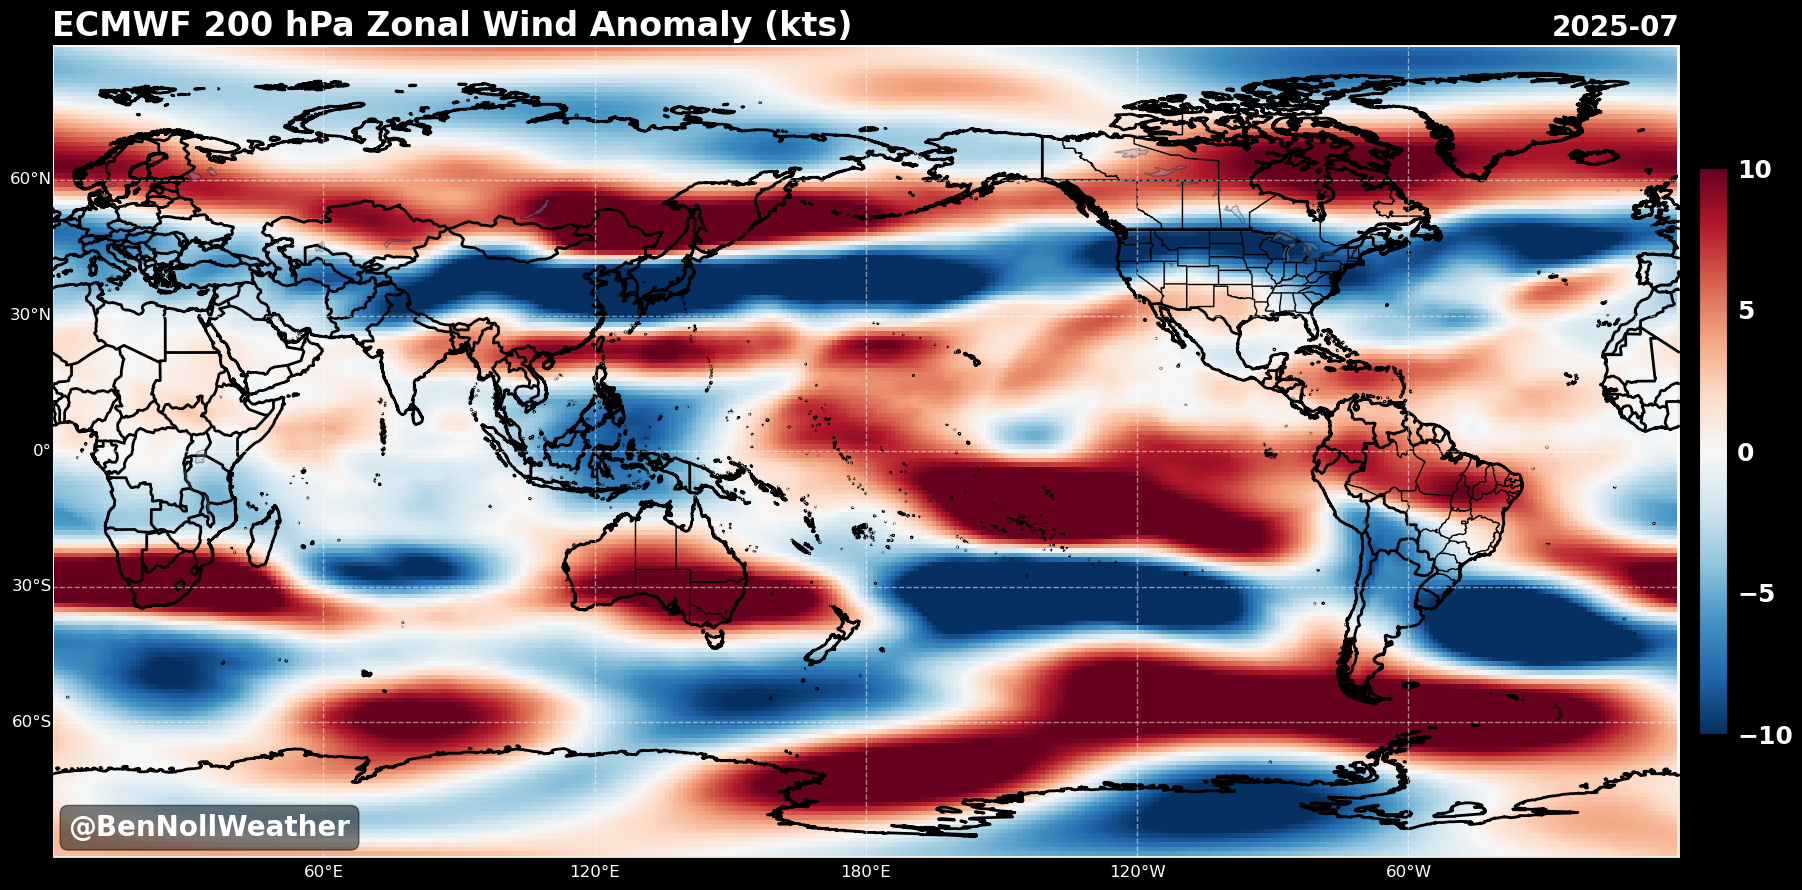 ECMWF 200 hPa Zonal Wind Anomaly (kts)
2025-07
60°N
30°N
0°
30°S
60°S
60°E
120°E
180°E
120°W
60°W
10
5
0
−5
−10
@BenNollWeather